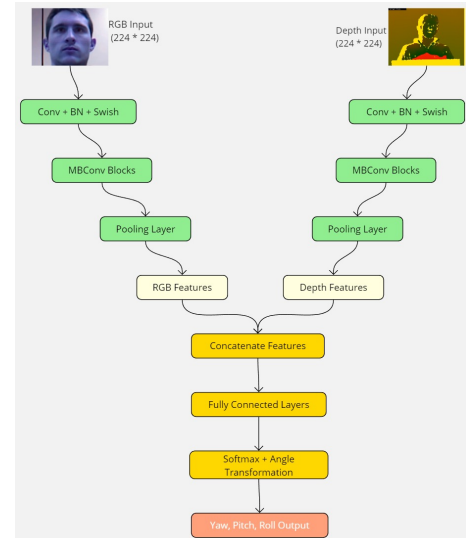 RGB Input
(224 * 224)
Depth Input
(224 * 224)
Conv + BN + Swish
Conv + BN + Swish
MBConv Blocks
MBConv Blocks
Pooling Layer
Pooling Layer
RGB Features
Depth Features
Concatenate Features
Fully Connected Layers
Softmax + Angle
Transformation
Yaw, Pitch, Roll Output